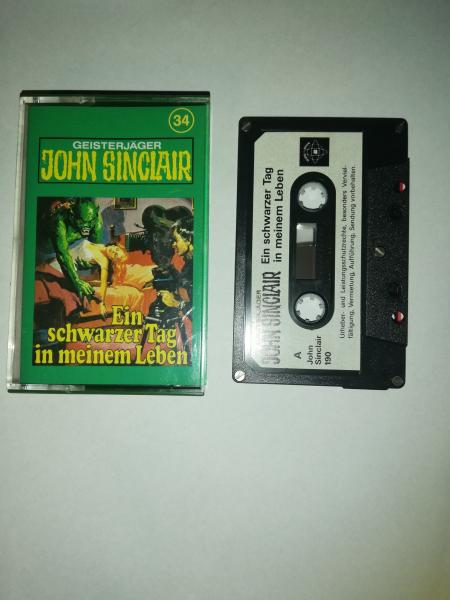 34
GEISTERJÄGER
JOHN SINCLAIR
Ein
schwarzer Tag
in meinem Leben
JOHN SINCLAIR
Ein schwarzer Tag
in meinem Leben
A
John
Sinclair
190
Urheber- und Leistungsschutzrechte, besonders Verviel-
fältigung, Vermietung, Aufführung, Sendung vorbehalten.